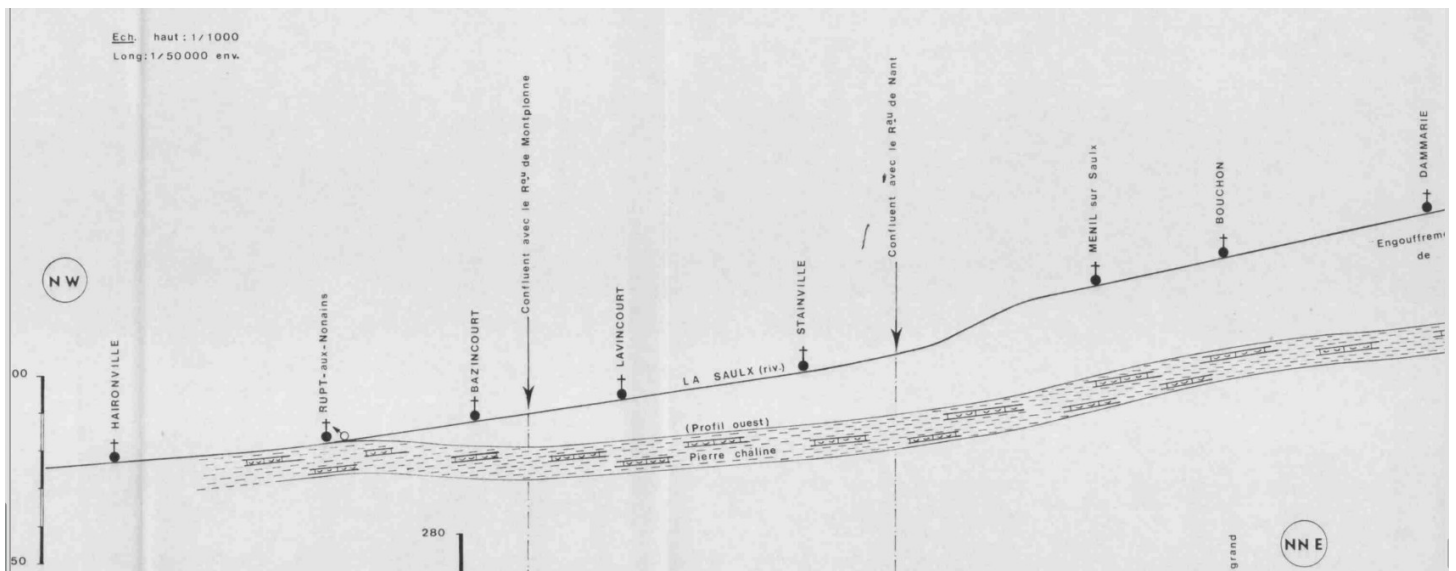 Ech. haut : 1/1000
Long : 1/50000 env.
NW
HAIRONVILLE
RUPT-aux-Nonains
BAZINCOURT
Confluent avec le Rau de Montplonne
LAVINCOURT
STAINVILLE
Confluent avec le Rau de Nant
MENIL sur Saulx
BOUCHON
DAMMARIE
Engouffreme
de
LA SAULX (riv.)
(Profil ouest)
Pierre châline
00
50
280
grand
NNE